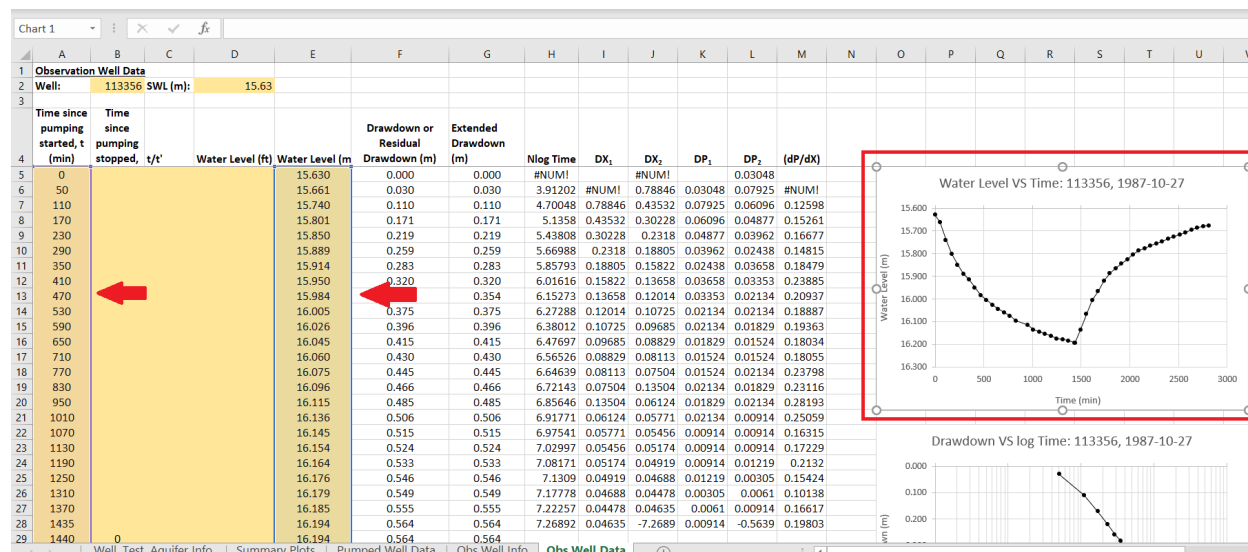 Chart 1
fx
A B C D E F G H I J K L M N O P Q R S T U
1 Observation Well Data
2 Well: 113356 SWL (m): 15.63
3
4 Time since pumping started, t (min) Time since pumping stopped, t/t' Water Level (ft) Water Level (m Drawdown or Residual Drawdown (m) Extended Drawdown (m) Nlog Time DX₁ DX₂ DP₁ DP₂ (dP/dX)
5 0 15.630 0.000 0.000 #NUM! #NUM! 0.03048
6 50 15.661 0.030 0.030 3.91202 #NUM! 0.78846 0.03048 0.07925 #NUM!
7 110 15.740 0.110 0.110 4.70048 0.78846 0.43532 0.07925 0.06096 0.12598
8 170 15.801 0.171 0.171 5.1358 0.43532 0.30228 0.06096 0.04877 0.15261
9 230 15.850 0.219 0.219 5.43808 0.30228 0.2318 0.04877 0.03962 0.16677
10 290 15.889 0.259 0.259 5.66988 0.2318 0.18805 0.03962 0.02438 0.14815
11 350 15.914 0.283 0.283 5.85793 0.18805 0.15822 0.02438 0.03658 0.18479
12 410 15.950 0.320 0.320 6.01616 0.15822 0.13658 0.03658 0.03353 0.23885
13 470 15.984 0.354 6.15273 0.13658 0.12014 0.03353 0.02134 0.20937
14 530 16.005 0.375 0.375 6.27288 0.12014 0.10725 0.02134 0.02134 0.18887
15 590 16.026 0.396 0.396 6.38012 0.10725 0.09685 0.02134 0.01829 0.19363
16 650 16.045 0.415 0.415 6.47697 0.09685 0.08829 0.01829 0.01524 0.18034
17 710 16.060 0.430 0.430 6.56526 0.08829 0.08113 0.01524 0.01524 0.18055
18 770 16.075 0.445 0.445 6.64639 0.08113 0.07504 0.01524 0.02134 0.23798
19 830 16.096 0.466 0.466 6.72143 0.07504 0.13504 0.02134 0.01829 0.23116
20 950 16.115 0.485 0.485 6.85646 0.13504 0.06124 0.01829 0.02134 0.28193
21 1010 16.136 0.506 0.506 6.91771 0.06124 0.05771 0.02134 0.00914 0.25059
22 1070 16.145 0.515 0.515 6.97541 0.05771 0.05456 0.00914 0.00914 0.16315
23 1130 16.154 0.524 0.524 7.02997 0.05456 0.05174 0.00914 0.00914 0.17229
24 1190 16.164 0.533 0.533 7.08171 0.05174 0.04919 0.00914 0.01219 0.2132
25 1250 16.176 0.546 0.546 7.1309 0.04919 0.04688 0.01219 0.00305 0.15424
26 1310 16.179 0.549 0.549 7.17778 0.04688 0.04478 0.00305 0.0061 0.10138
27 1370 16.185 0.555 0.555 7.22257 0.04478 0.04635 0.0061 0.00914 0.16617
28 1435 16.194 0.564 0.564 7.26892 0.04635 -7.2689 0.00914 -0.5639 0.19803
29 1440 0 16.194 0.564 0.564
Water Level VS Time: 113356, 1987-10-27
Water Level (m)
15.600
15.700
15.800
15.900
16.000
16.100
16.200
16.300
0 500 1000 1500 2000 2500 3000
Time (min)
Drawdown VS log Time: 113356, 1987-10-27
0.000
0.100
0.200
Well_Test_Aquifer Info Summary Plots Pumped Well Data Obs Well Info Obs Well Data